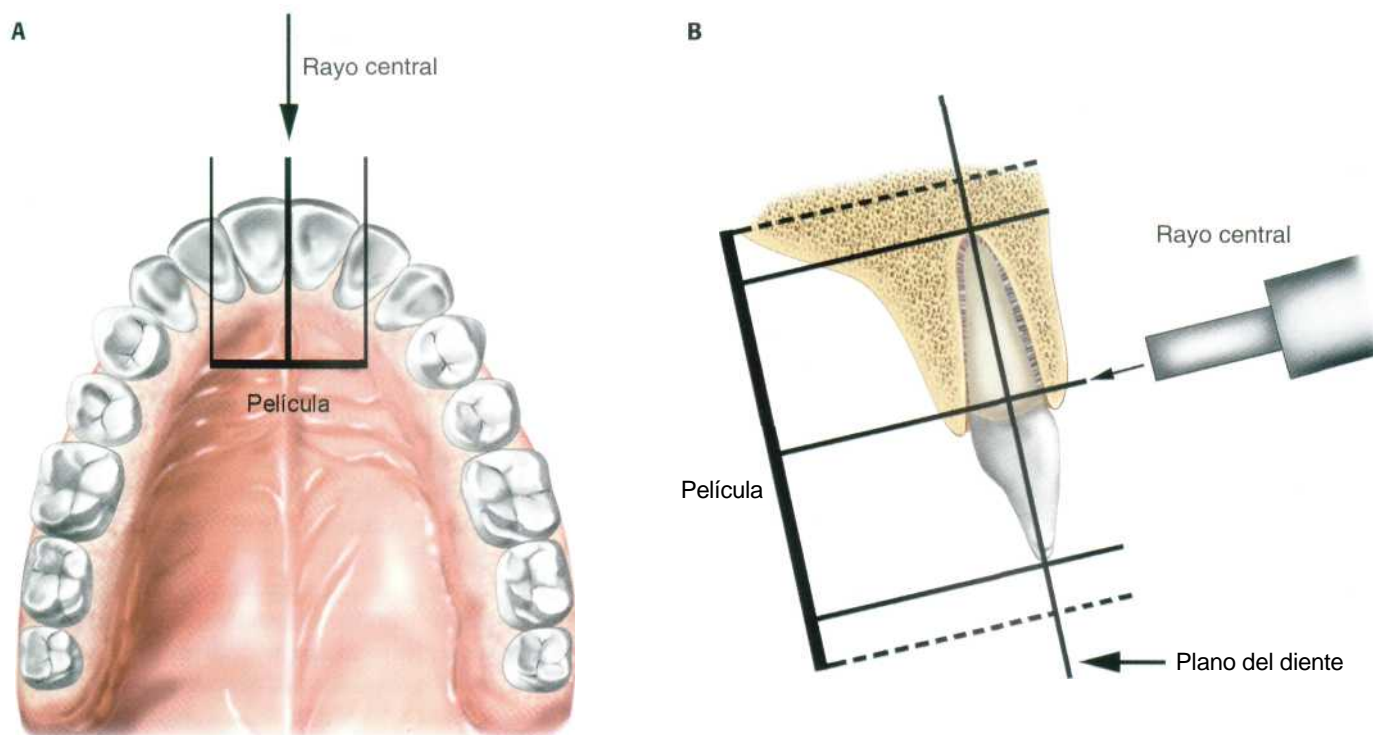 A
Rayo central
Película
B
Rayo central
Película
Plano del diente